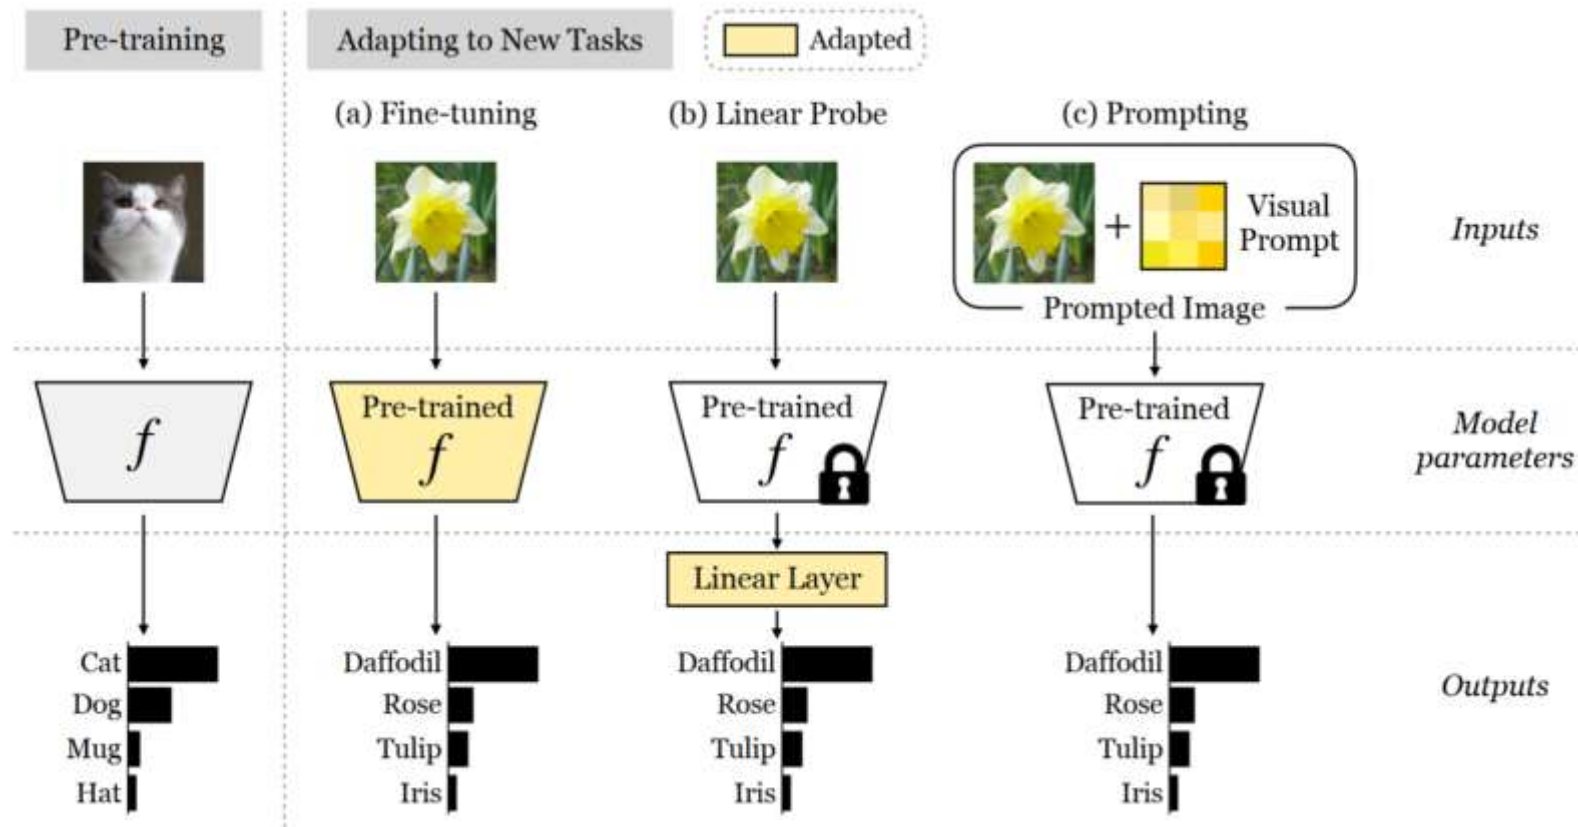 Pre-training
Adapting to New Tasks
Adapted
(a) Fine-tuning
(b) Linear Probe
(c) Prompting
+
Visual
Prompt
Prompted Image
Inputs
f
Pre-trained
f
Pre-trained
f
Pre-trained
f
Model
parameters
Linear Layer
Cat
Dog
Mug
Hat
Daffodil
Rose
Tulip
Iris
Daffodil
Rose
Tulip
Iris
Daffodil
Rose
Tulip
Iris
Outputs